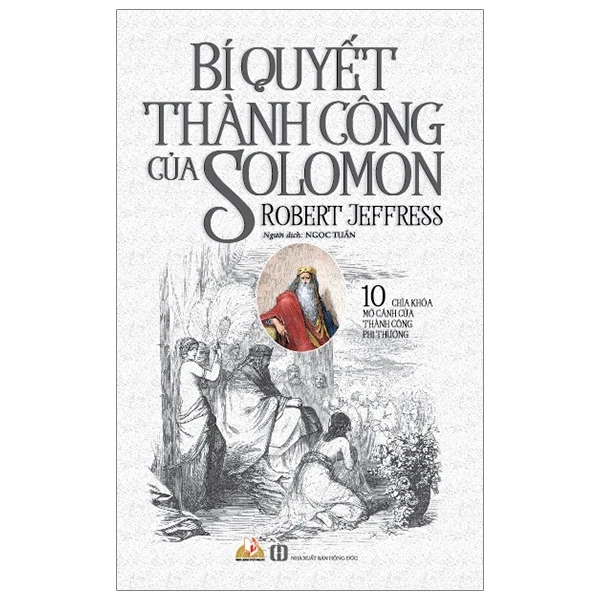 BÍ QUYẾT
THÀNH CÔNG
CỦA SOLOMON
ROBERT JEFFRESS
Người dịch: NGỌC TUẤN
10 CHÌA KHÓA
MỞ CÁNH CỬA
THÀNH CÔNG
PHI THƯỜNG
NHÀ XUẤT BẢN HỒNG ĐỨC